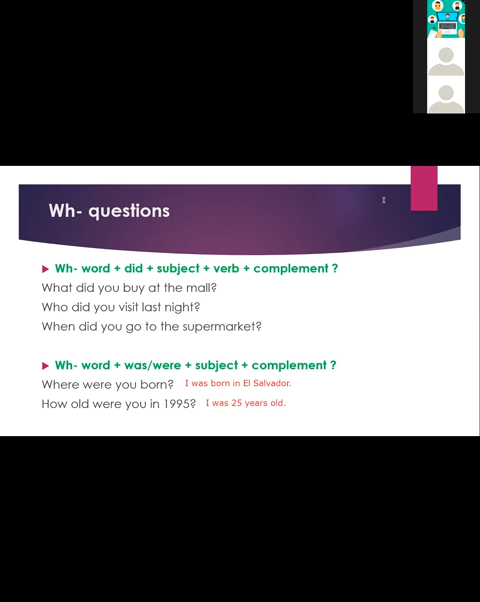 Wh- questions
Wh- word + did + subject + verb + complement ?
What did you buy at the mall?
Who did you visit last night?
When did you go to the supermarket?
Wh- word + was/were + subject + complement ?
Where were you born? I was born in El Salvador.
How old were you in 1995? I was 25 years old.